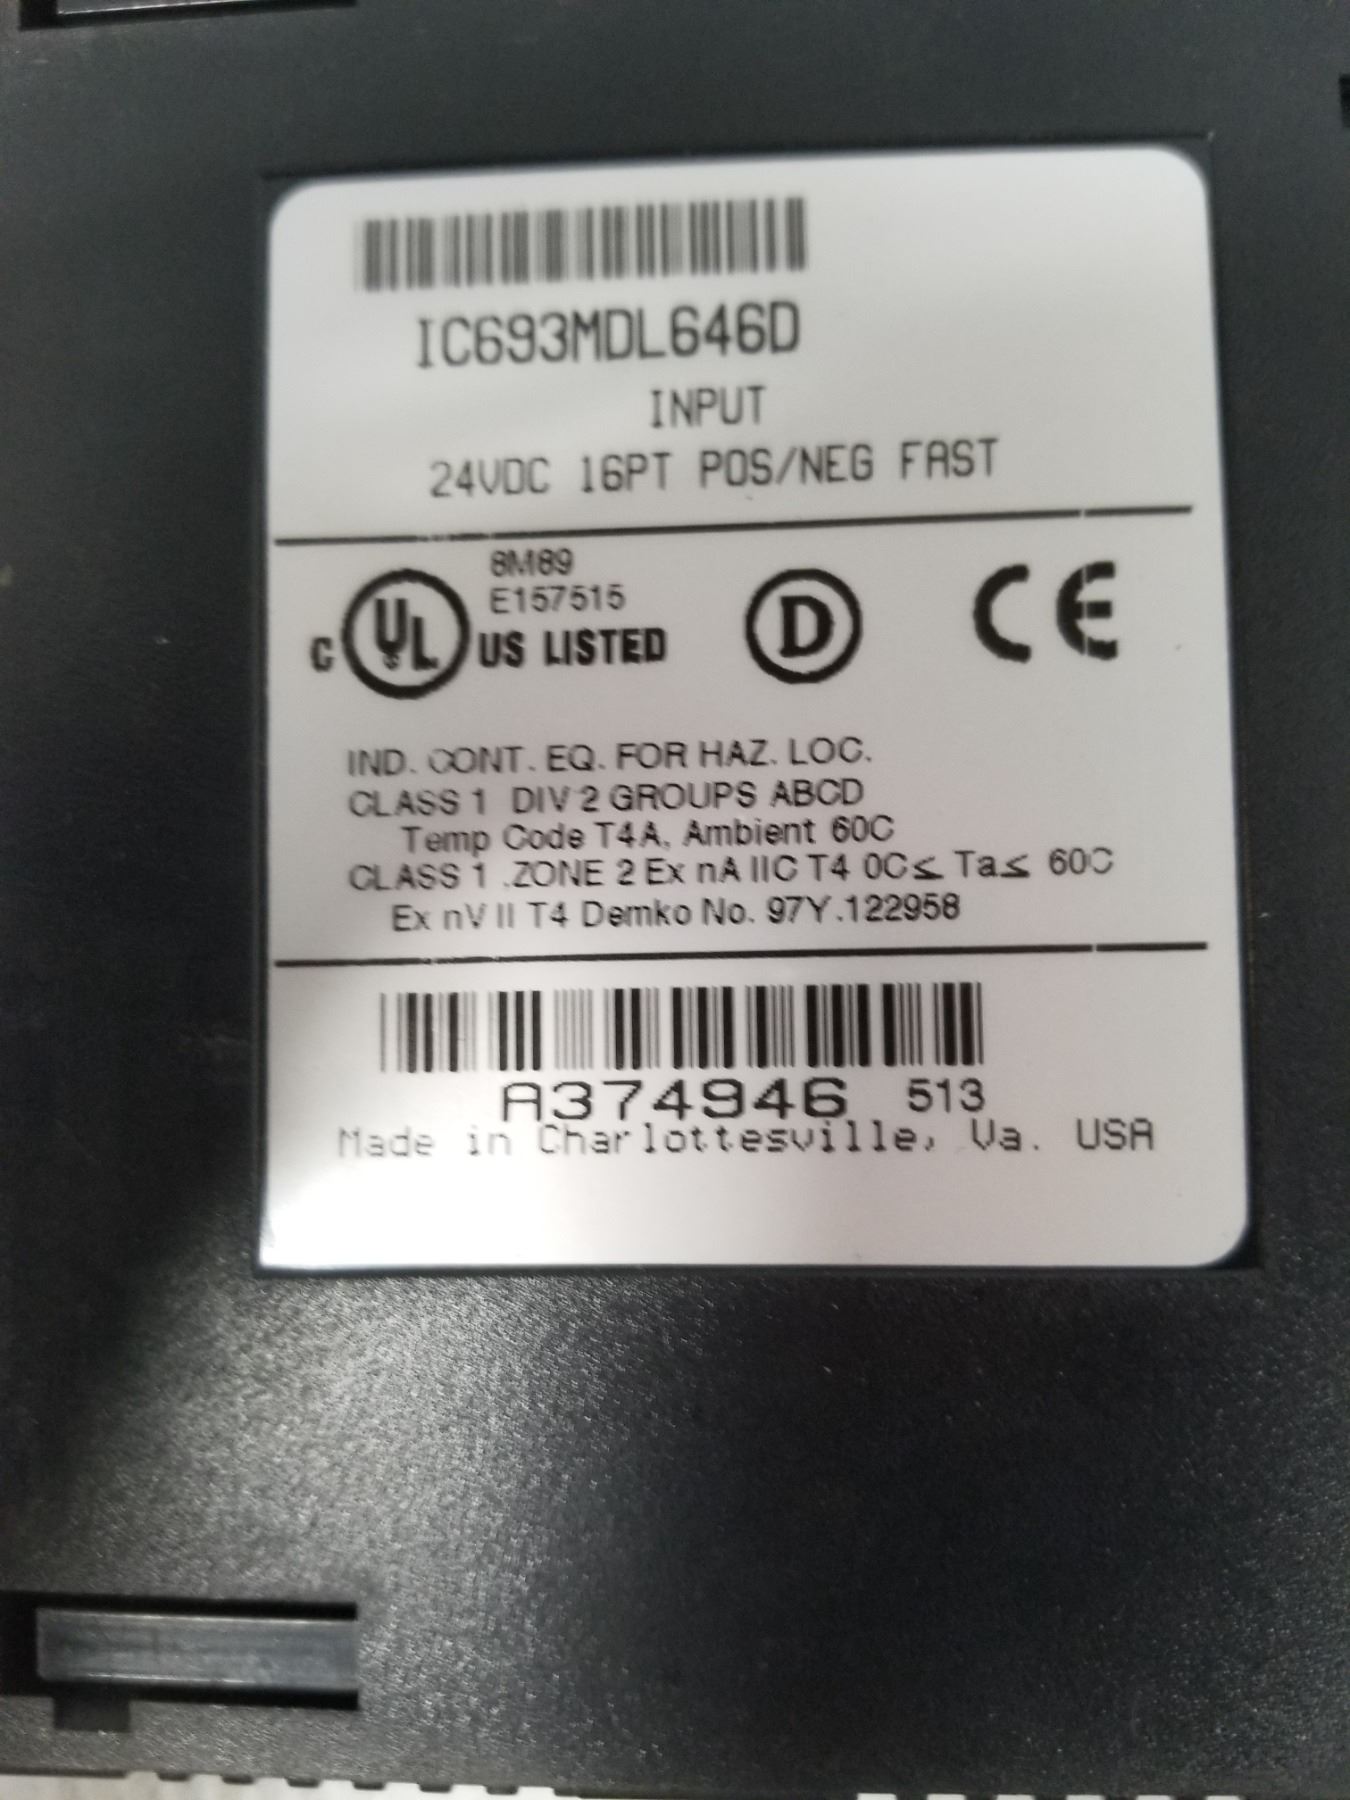 IC693MDL646D
INPUT
24VDC 16PT POS/NEG FAST
8M89
E157515
C UL US LISTED
D
CE
IND. CONT. EQ. FOR HAZ. LOC.
CLASS 1 DIV 2 GROUPS ABCD
Temp Code T4A, Ambient 60C
CLASS 1 .ZONE 2 Ex nA IIC T4 0C≤ Ta≤ 60C
Ex nV II T4 Demko No. 97Y.122958
A374946 513
Made in Charlottesville, Va. USA